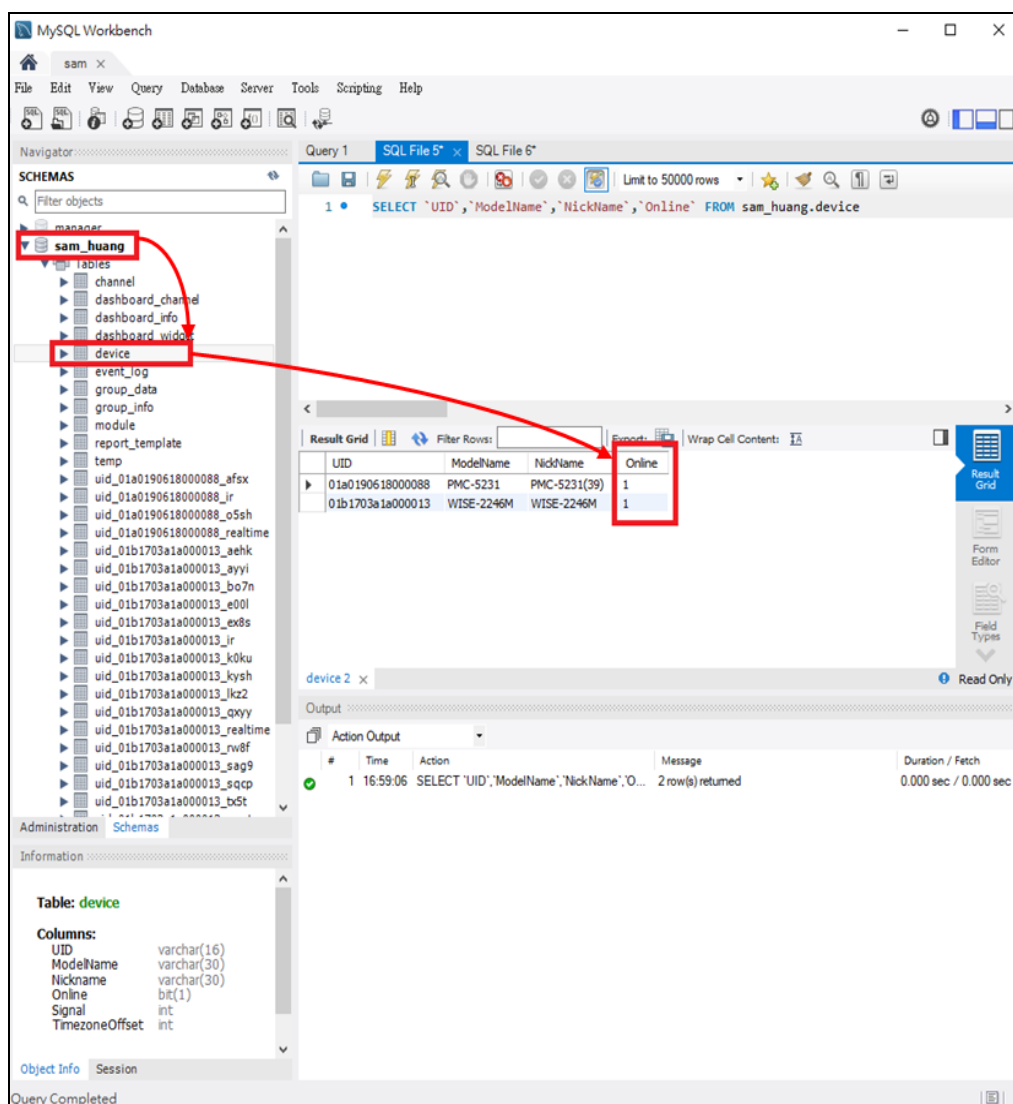 MySQL Workbench
sam ×
File Edit View Query Database Server Tools Scripting Help
Navigator
SCHEMAS
Filter objects
manager
sam_huang
Tables
channel
dashboard_channel
dashboard_info
dashboard_widget
device
event_log
group_data
group_info
module
report_template
temp
uid_01a0190618000088_afsx
uid_01a0190618000088_ir
uid_01a0190618000088_o5sh
uid_01a0190618000088_realtime
uid_01b1703a1a000013_aehk
uid_01b1703a1a000013_ayyi
uid_01b1703a1a000013_bo7n
uid_01b1703a1a000013_e00l
uid_01b1703a1a000013_ex8s
uid_01b1703a1a000013_ir
uid_01b1703a1a000013_k0ku
uid_01b1703a1a000013_kysh
uid_01b1703a1a000013_lkz2
uid_01b1703a1a000013_qxyy
uid_01b1703a1a000013_realtime
uid_01b1703a1a000013_rw8f
uid_01b1703a1a000013_sag9
uid_01b1703a1a000013_sqcp
uid_01b1703a1a000013_tx5t
Administration Schemas
Information
Table: device
Columns:
UID varchar(16)
ModelName varchar(30)
Nickname varchar(30)
Online bit(1)
Signal int
TimezoneOffset int
Object Info Session
Query Completed
Query 1 SQL File 5* × SQL File 6*
Limit to 50000 rows
1 SELECT `UID`,`ModelName`,`NickName`,`Online` FROM sam_huang.device
Result Grid Filter Rows: Export: Wrap Cell Content:
UID ModelName NickName Online
01a0190618000088 PMC-5231 PMC-5231(39) 1
01b1703a1a000013 WISE-2246M WISE-2246M 1
Result
Grid
Form
Editor
Field
Types
device 2 × Read Only
Output
Action Output
# Time Action Message Duration / Fetch
1 16:59:06 SELECT `UID`,`ModelName`,`NickName`,`O... 2 row(s) returned 0.000 sec / 0.000 sec